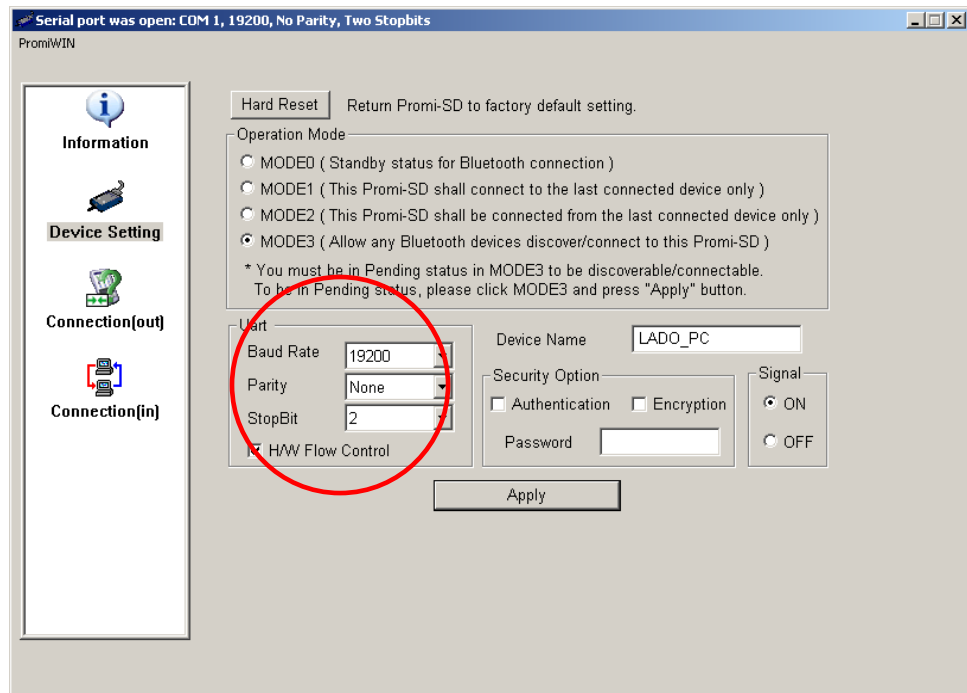 Serial port was open: COM 1, 19200, No Parity, Two Stopbits
PromiWIN
Information
Device Setting
Connection(out)
Connection(in)
Hard Reset Return Promi-SD to factory default setting.
Operation Mode
MODE0 ( Standby status for Bluetooth connection )
MODE1 ( This Promi-SD shall connect to the last connected device only )
MODE2 ( This Promi-SD shall be connected from the last connected device only )
MODE3 ( Allow any Bluetooth devices discover/connect to this Promi-SD )
* You must be in Pending status in MODE3 to be discoverable/connectable.
To be in Pending status, please click MODE3 and press "Apply" button.
Uart
Baud Rate 19200
Parity None
StopBit 2
H/W Flow Control
Device Name LADO_PC
Security Option
Authentication Encryption
Password
Signal
ON
OFF
Apply